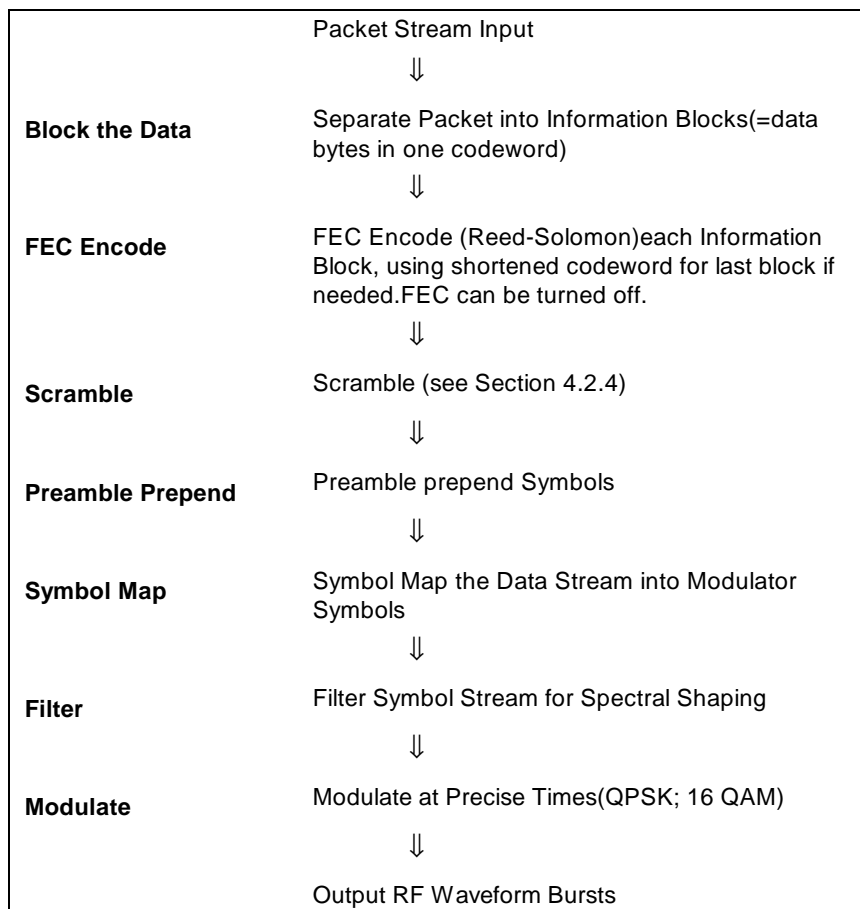 Packet Stream Input
⇓
Block the Data
Separate Packet into Information Blocks(=data
bytes in one codeword)
⇓
FEC Encode
FEC Encode (Reed-Solomon)each Information
Block, using shortened codeword for last block if
needed.FEC can be turned off.
⇓
Scramble
Scramble (see Section 4.2.4)
⇓
Preamble Prepend
Preamble prepend Symbols
⇓
Symbol Map
Symbol Map the Data Stream into Modulator
Symbols
⇓
Filter
Filter Symbol Stream for Spectral Shaping
⇓
Modulate
Modulate at Precise Times(QPSK; 16 QAM)
⇓
Output RF Waveform Bursts